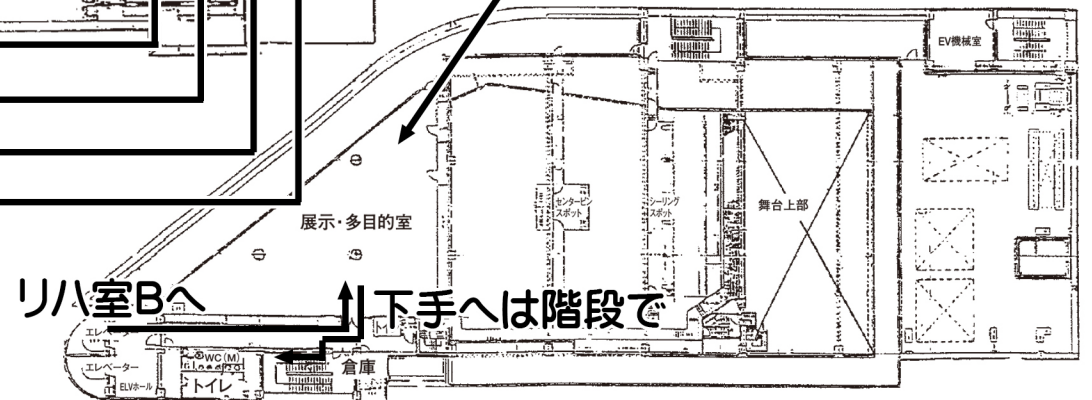 EV機械室
センターピン
スポット
シーリング
スポット
舞台上部
展示・多目的室
リハ室Bへ
下手へは階段で
エレベーター
WC(M)
エレベーター
ELVホール
トイレ
倉庫